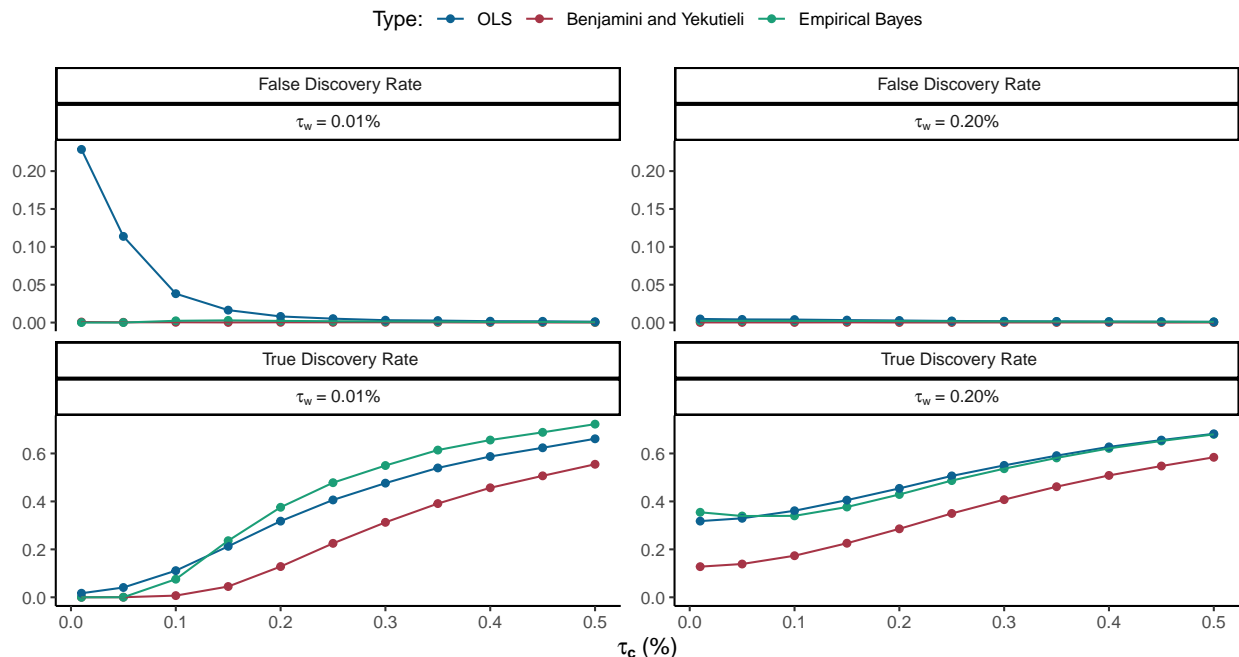 Type: OLS Benjamini and Yekutieli Empirical Bayes
False Discovery Rate
τw = 0.01%
0.20
0.15
0.10
0.05
0.00
False Discovery Rate
τw = 0.20%
0.20
0.15
0.10
0.05
0.00
True Discovery Rate
τw = 0.01%
0.6
0.4
0.2
0.0
0.0 0.1 0.2 0.3 0.4 0.5
True Discovery Rate
τw = 0.20%
0.6
0.4
0.2
0.0
0.0 0.1 0.2 0.3 0.4 0.5
τc (%)